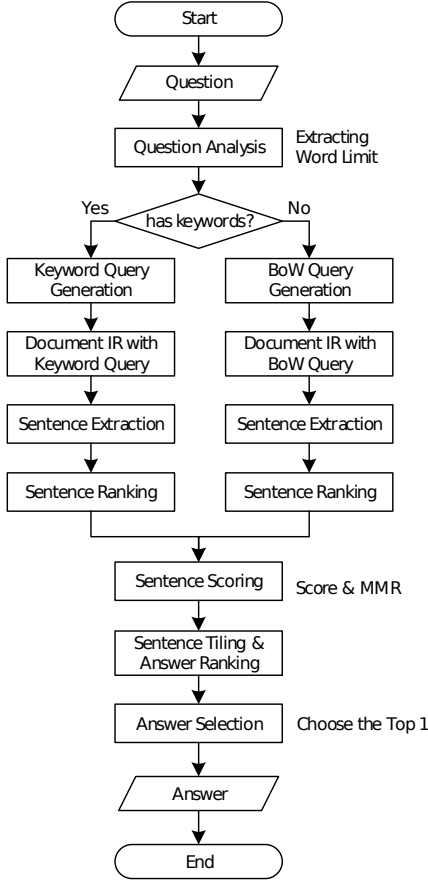 Start
Question
Question Analysis
Extracting
Word Limit
Yes
has keywords?
No
Keyword Query
Generation
BoW Query
Generation
Document IR with
Keyword Query
Document IR with
BoW Query
Sentence Extraction
Sentence Extraction
Sentence Ranking
Sentence Ranking
Sentence Scoring
Score & MMR
Sentence Tiling &
Answer Ranking
Answer Selection
Choose the Top 1
Answer
End